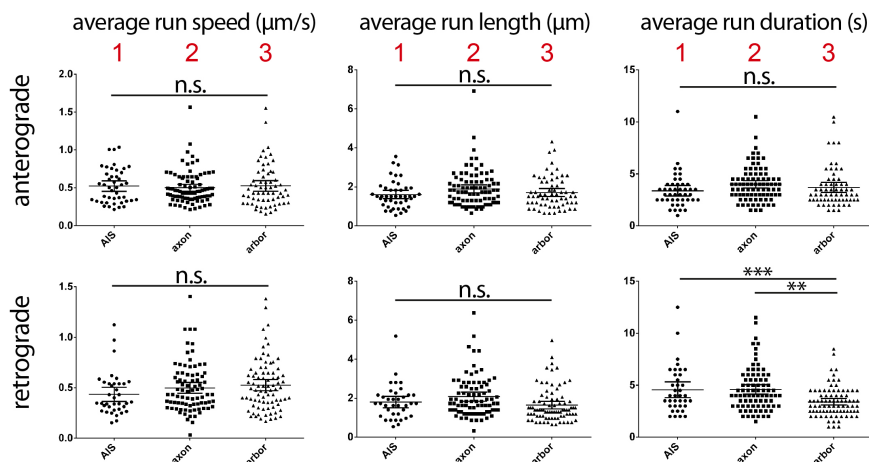 average run speed (µm/s) average run length (µm) average run duration (s)
1 2 3 1 2 3 1 2 3
anterograde
2.0 1.5 1.0 0.5 0.0
n.s.
AIS axon arbor
8 6 4 2 0
n.s.
AIS axon arbor
15 10 5 0
n.s.
AIS axon arbor
retrograde
1.5 1.0 0.5 0.0
n.s.
AIS axon arbor
8 6 4 2 0
n.s.
AIS axon arbor
15 10 5 0
***
**
AIS axon arbor